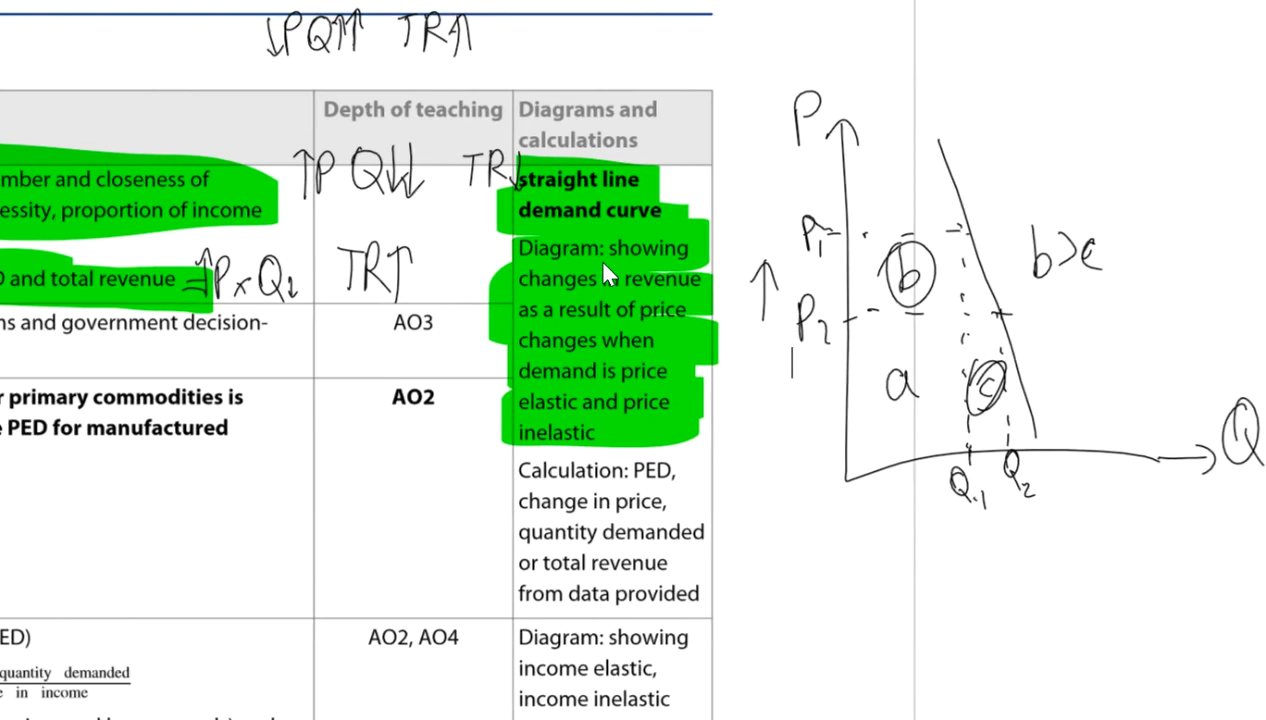 ↓P Q↑↑ TR↑
Depth of teaching
Diagrams and
calculations
mber and closeness of
essity, proportion of income
↑P Q↓↓ TR↓
straight line
demand curve
D and total revenue
↑P x Q↓ TR↑
Diagram: showing
changes in revenue
as a result of price
changes when
demand is price
elastic and price
inelastic
ns and government decision-
AO3
r primary commodities is
e PED for manufactured
AO2
Calculation: PED,
change in price,
quantity demanded
or total revenue
from data provided
ED)
quantity demanded
e in income
AO2, AO4
Diagram: showing
income elastic,
income inelastic
P
P1
b
b>c
↑
P2
a
c
Q
Q1
Q2